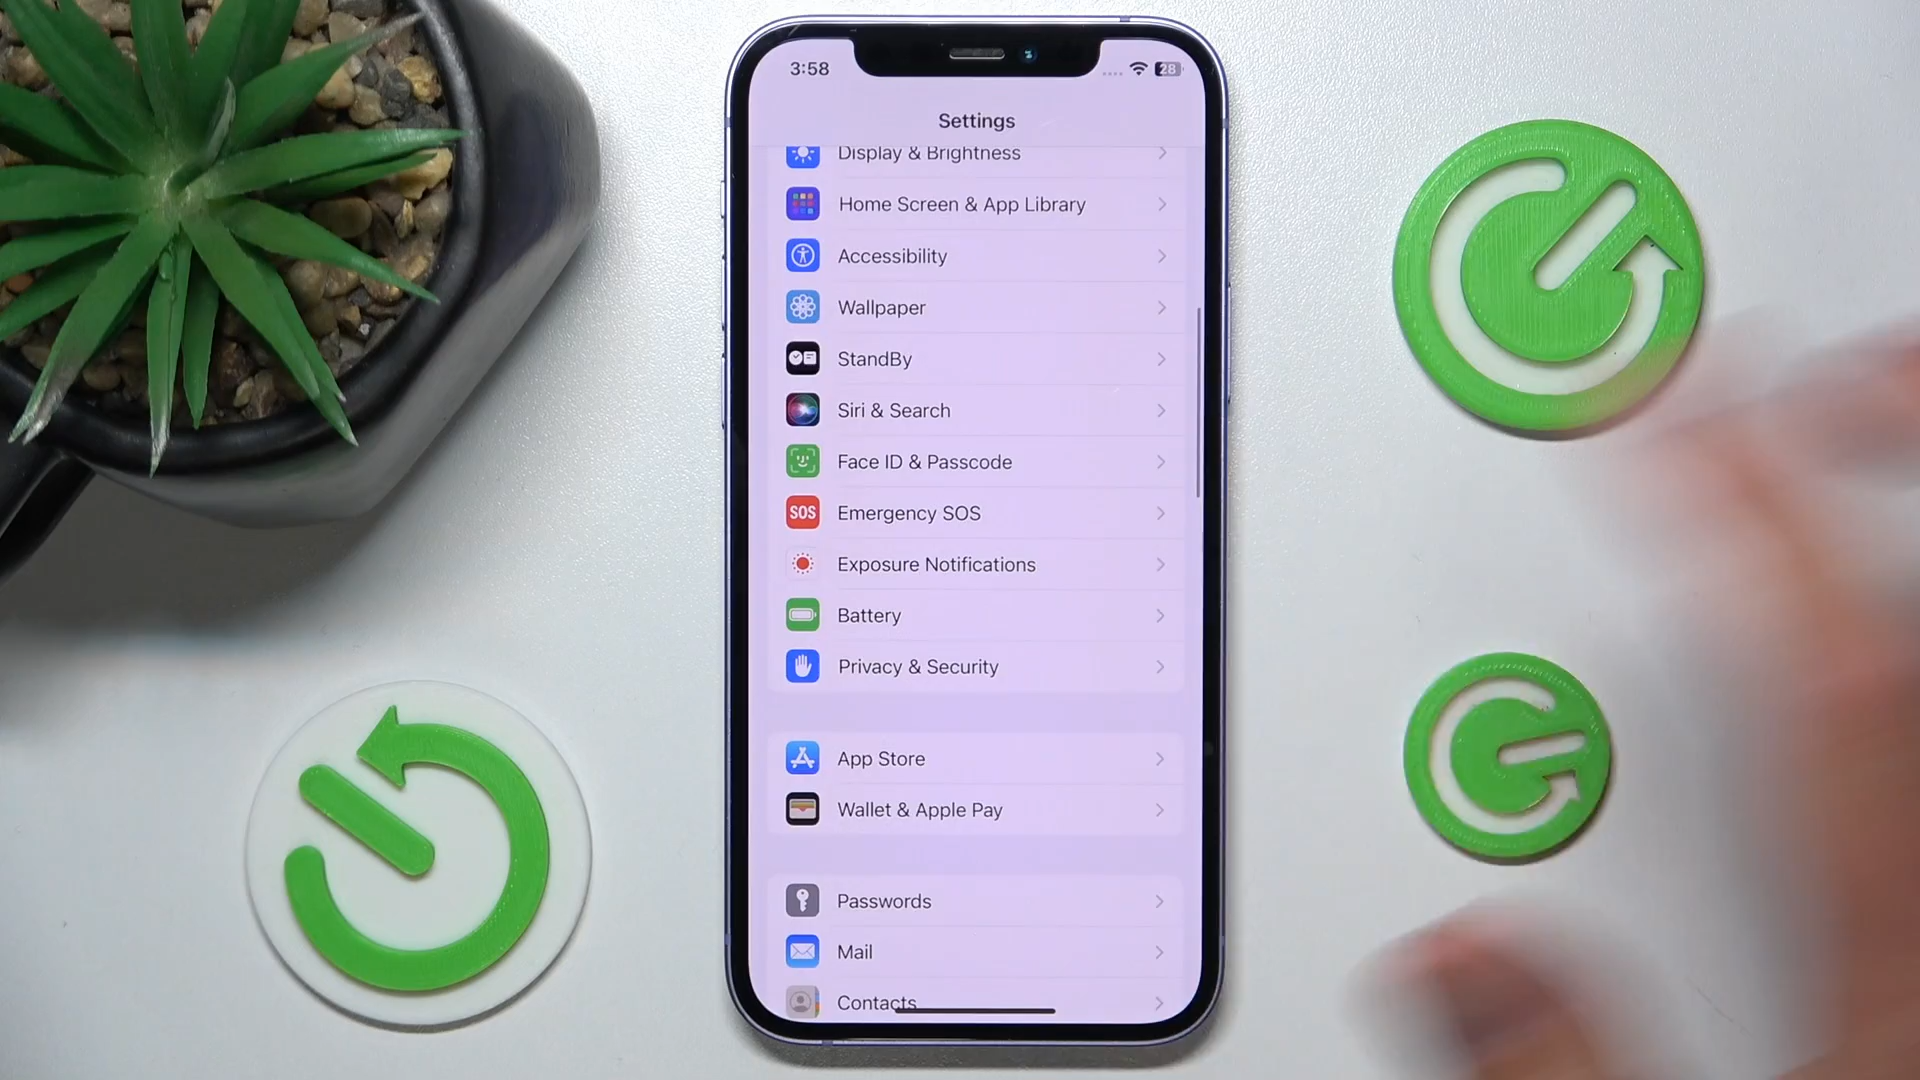 3:58
28
Settings
Display & Brightness
Home Screen & App Library
Accessibility
Wallpaper
StandBy
Siri & Search
Face ID & Passcode
SOS
Emergency SOS
Exposure Notifications
Battery
Privacy & Security
App Store
Wallet & Apple Pay
Passwords
Mail
Contacts